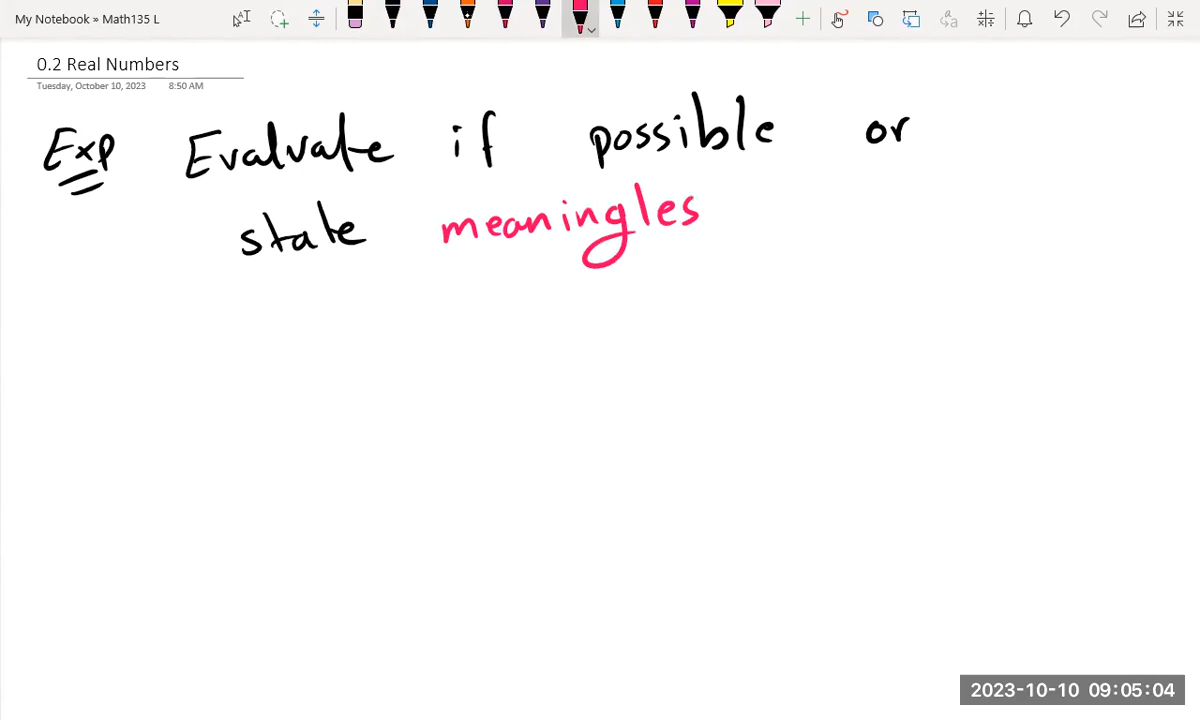 My Notebook » Math135 L
0.2 Real Numbers
Tuesday, October 10, 2023 8:50 AM
Exp Evaluate if possible or
state meaningles
2023-10-10 09:05:04